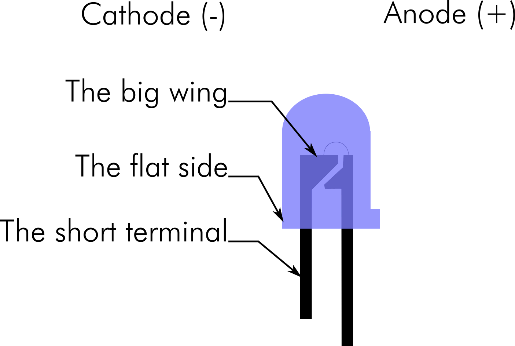 Cathode (-)
Anode (+)
The big wing
The flat side
The short terminal